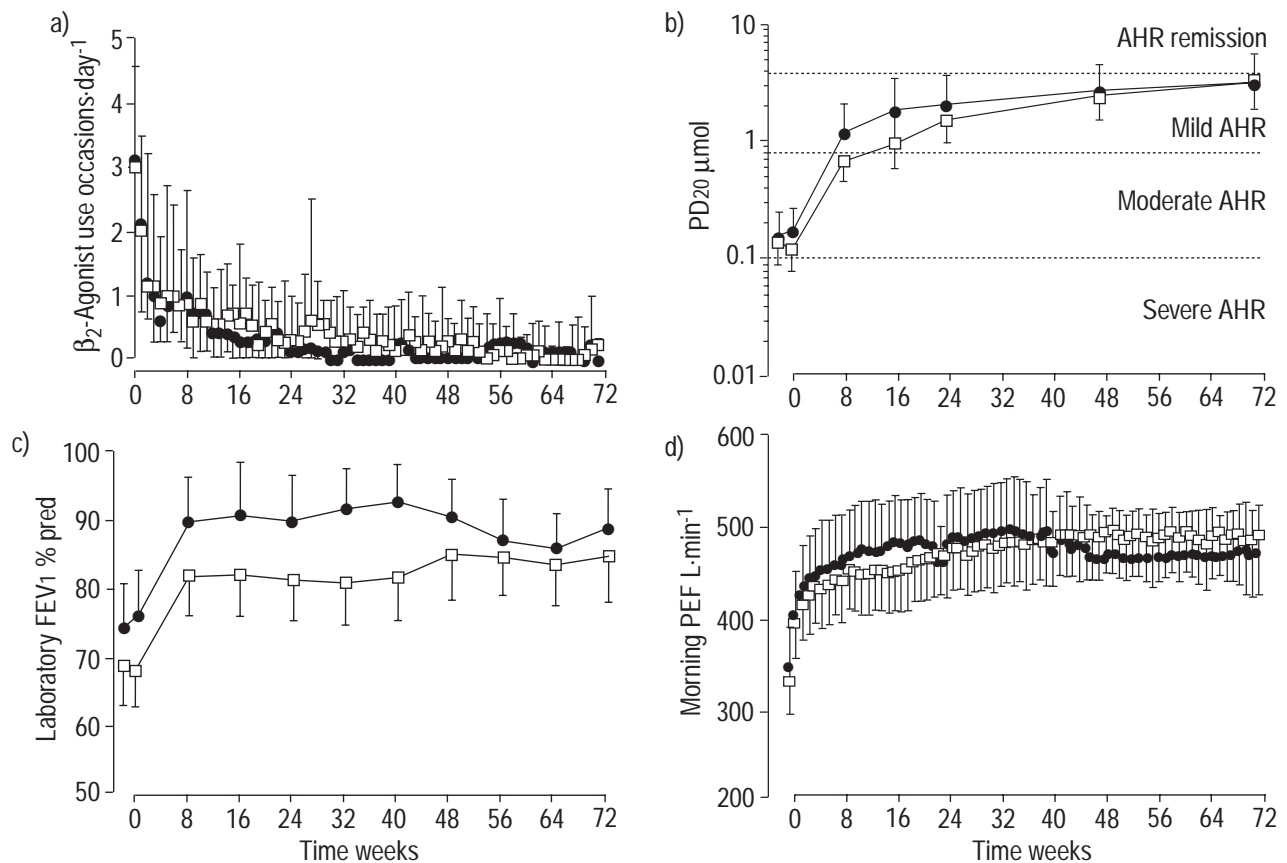 a)
β₂-Agonist use occasions·day⁻¹
5
4
3
2
1
0
0 8 16 24 32 40 48 56 64 72
b)
PD₂₀ µmol
10
1
0.1
0.01
AHR remission
Mild AHR
Moderate AHR
Severe AHR
0 8 16 24 32 40 48 56 64 72
c)
Laboratory FEV₁ % pred
100
90
80
70
60
50
0 8 16 24 32 40 48 56 64 72
Time weeks
d)
Morning PEF L·min⁻¹
600
500
400
300
200
0 8 16 24 32 40 48 56 64 72
Time weeks